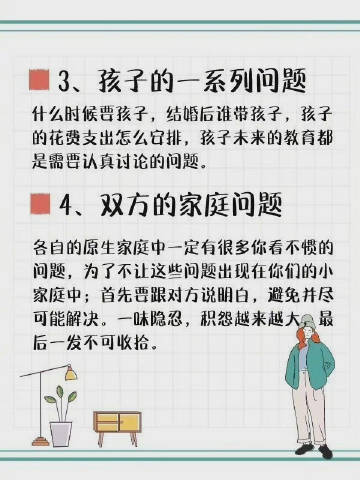 3、孩子的一系列问题
什么时候要孩子，结婚后谁带孩子，孩子
的花费支出怎么安排，孩子未来的教育都
是需要认真讨论的问题。
4、双方的家庭问题
各自的原生家庭中一定有很多你看不惯的
问题，为了不让这些问题出现在你们的小
家庭中；首先要跟对方说明白，避免并尽
可能解决。一味隐忍，积怨越来越大，最
后一发不可收拾。